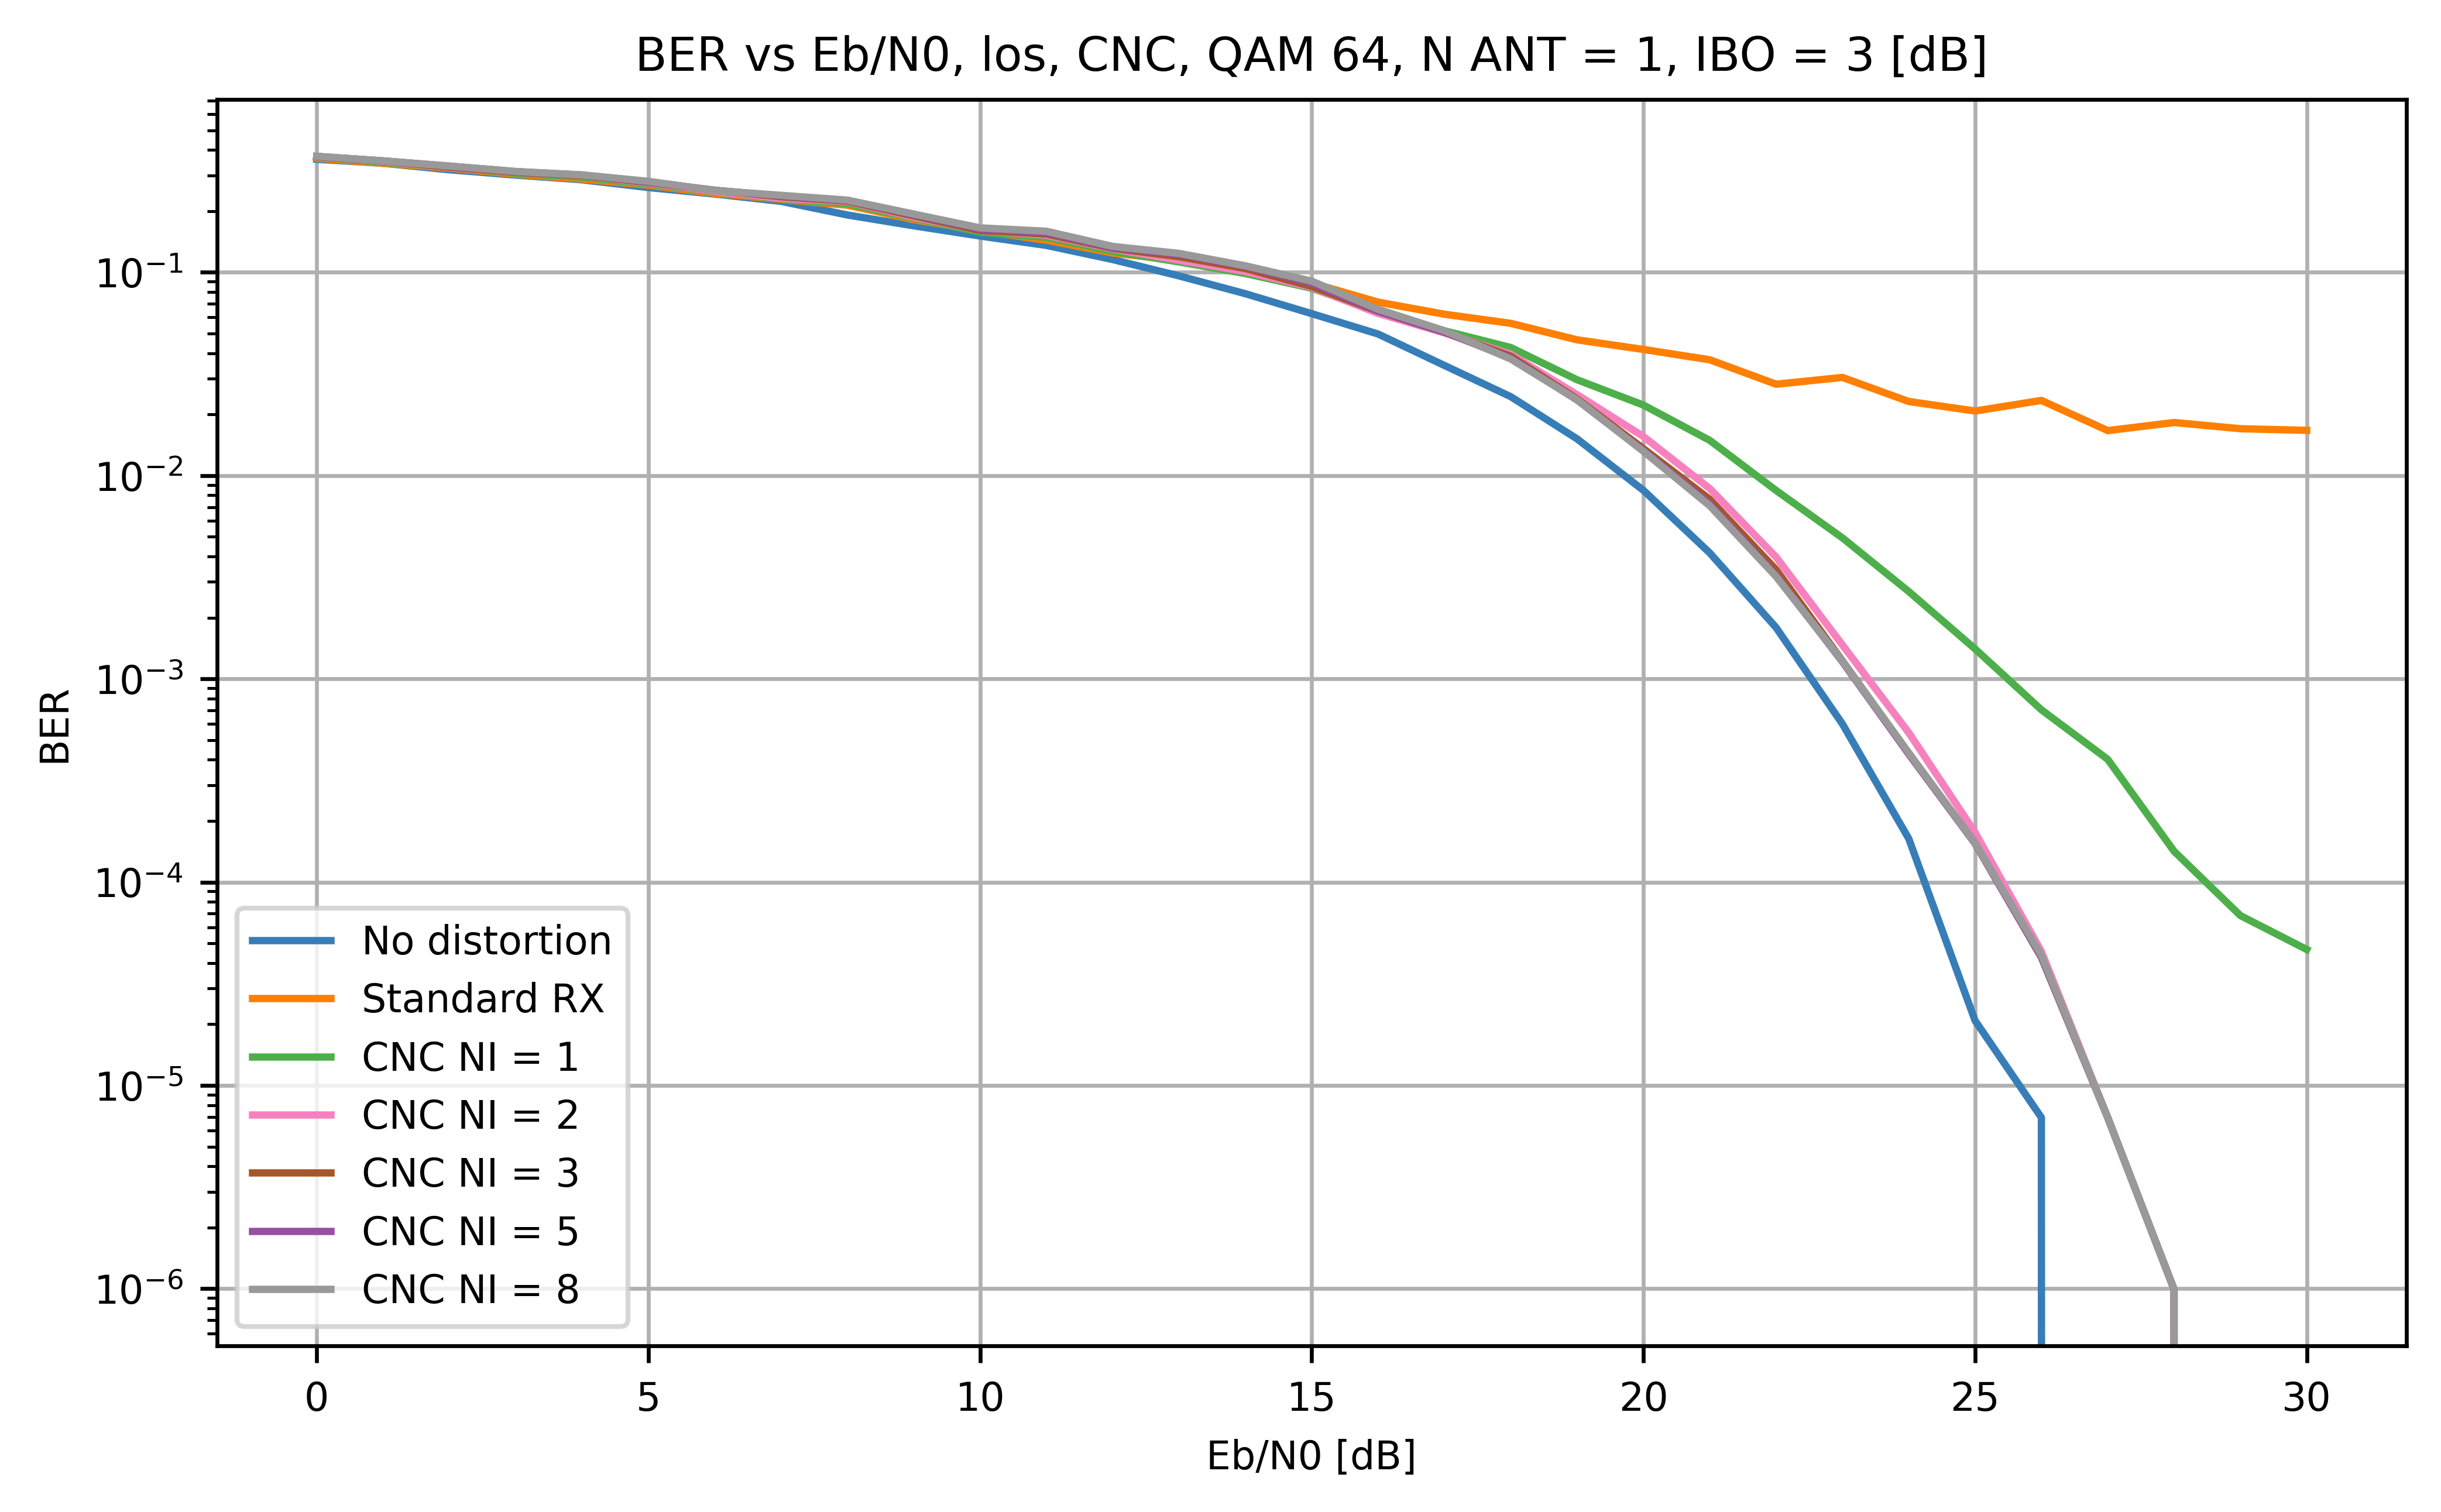 BER vs Eb/N0, los, CNC, QAM 64, N ANT = 1, IBO = 3 [dB]
BER
10⁻¹
10⁻²
10⁻³
10⁻⁴
10⁻⁵
10⁻⁶
No distortion
Standard RX
CNC NI = 1
CNC NI = 2
CNC NI = 3
CNC NI = 5
CNC NI = 8
0 5 10 15 20 25 30
Eb/N0 [dB]